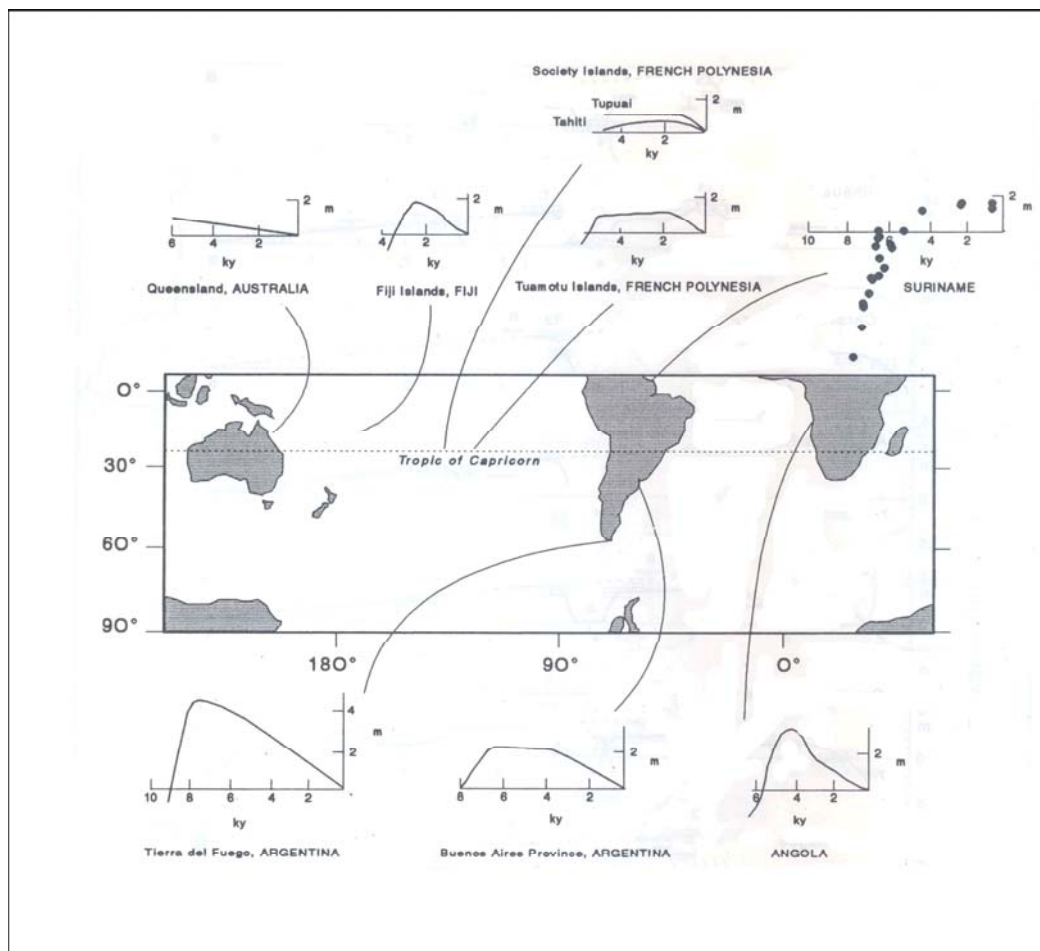 Society Islands, FRENCH POLYNESIA
Tupuai
Tahiti
2 m
4 2
ky
2 m
6 4 2
ky
Queensland, AUSTRALIA
2 m
4 2
ky
Fiji Islands, FIJI
2 m
4 2
ky
Tuamotu Islands, FRENCH POLYNESIA
2 m
10 8 6 4 2
ky
SURINAME
0°
30°
60°
90°
Tropic of Capricorn
180° 90° 0°
4
2
m
10 8 6 4 2
ky
Tierra del Fuego, ARGENTINA
2 m
8 6 4 2
ky
Buenos Aires Province, ARGENTINA
2 m
6 4 2
ky
ANGOLA